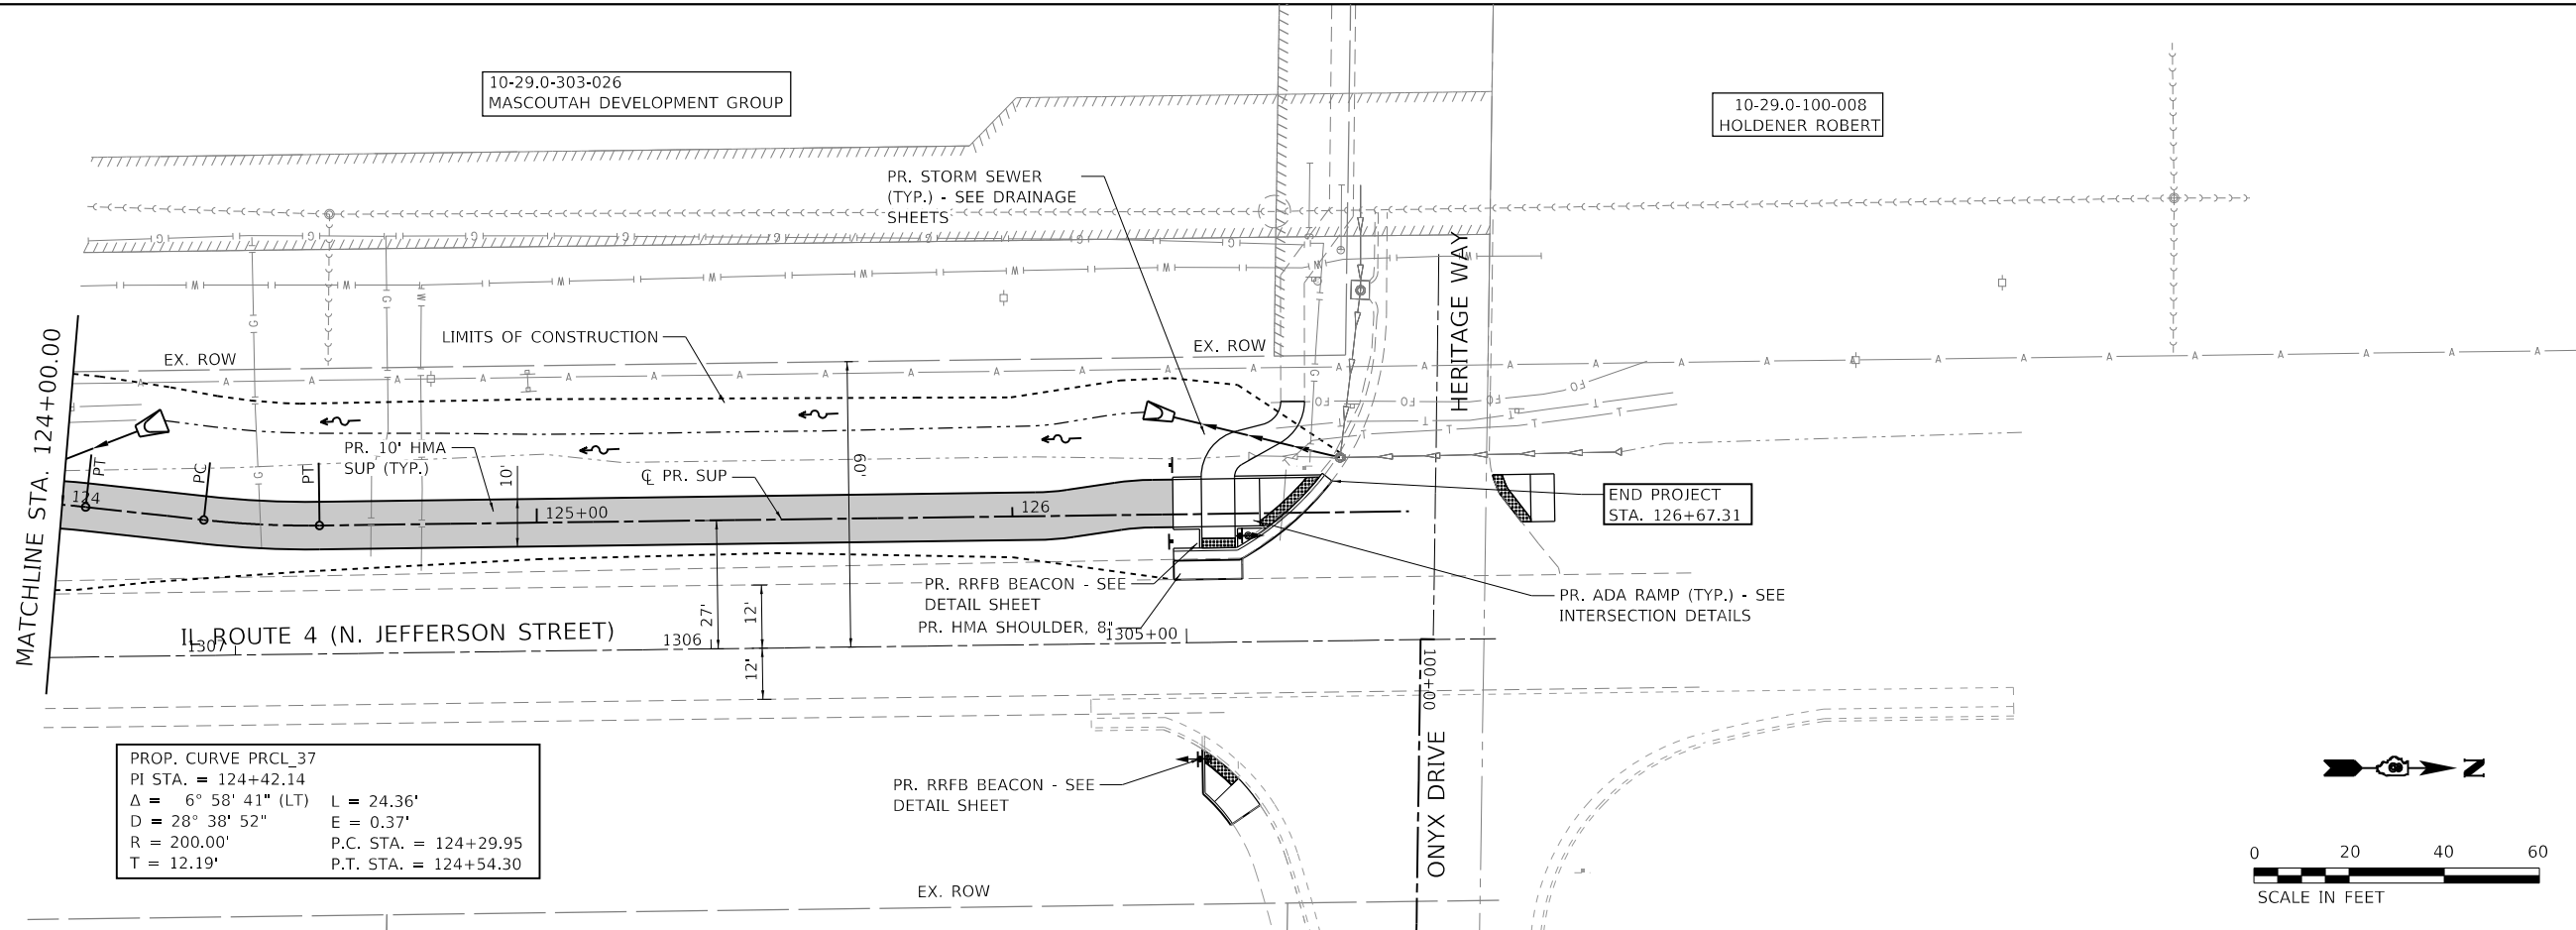 10-29.0-303-026
MASCOUTAH DEVELOPMENT GROUP
10-29.0-100-008
HOLDENER ROBERT
PR. STORM SEWER
(TYP.) - SEE DRAINAGE
SHEETS
HERITAGE WAY
LIMITS OF CONSTRUCTION
EX. ROW
EX. ROW
MATCHLINE STA. 124+00.00
PT
PC
PT
PR. 10' HMA
SUP (TYP.)
10'
℄ PR. SUP
60'
124
125+00
126
END PROJECT
STA. 126+67.31
PR. RRFB BEACON - SEE
DETAIL SHEET
PR. HMA SHOULDER, 8"
PR. ADA RAMP (TYP.) - SEE
INTERSECTION DETAILS
27'
12'
12'
IL ROUTE 4 (N. JEFFERSON STREET)
1307
1306
1305+00
100+00
ONYX DRIVE
PROP. CURVE PRCL_37
PI STA. = 124+42.14
Δ = 6° 58' 41" (LT) L = 24.36'
D = 28° 38' 52" E = 0.37'
R = 200.00' P.C. STA. = 124+29.95
T = 12.19' P.T. STA. = 124+54.30
PR. RRFB BEACON - SEE
DETAIL SHEET
EX. ROW
N
0 20 40 60
SCALE IN FEET